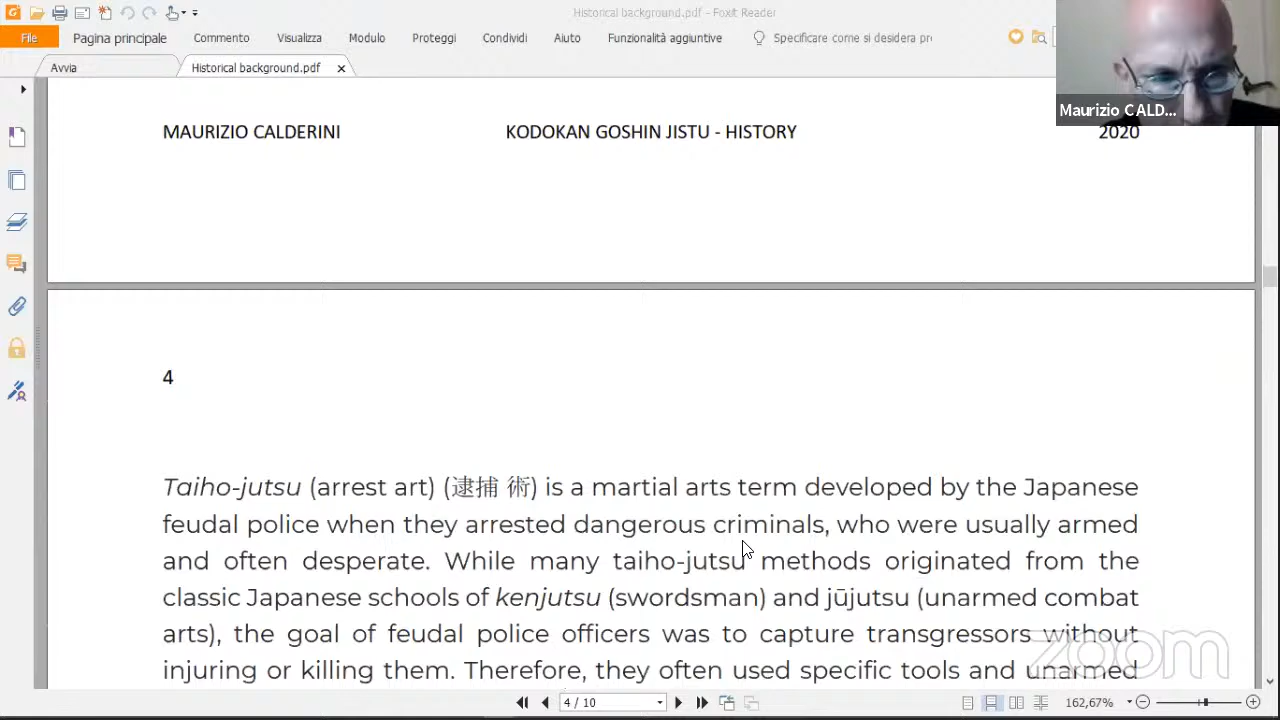 Historical background.pdf - Foxit Reader
File Pagina principale Commento Visualizza Modulo Proteggi Condividi Aiuto Funzionalità aggiuntive Specificare come si desidera pr
Avvia Historical background.pdf x
Maurizio CALD...
MAURIZIO CALDERINI KODOKAN GOSHIN JISTU - HISTORY 2020
4
Taiho-jutsu (arrest art) (逮捕 術) is a martial arts term developed by the Japanese
feudal police when they arrested dangerous criminals, who were usually armed
and often desperate. While many taiho-jutsu methods originated from the
classic Japanese schools of kenjutsu (swordsman) and jūjutsu (unarmed combat
arts), the goal of feudal police officers was to capture transgressors without
injuring or killing them. Therefore, they often used specific tools and unarmed
zoom
4 / 10 162,67%